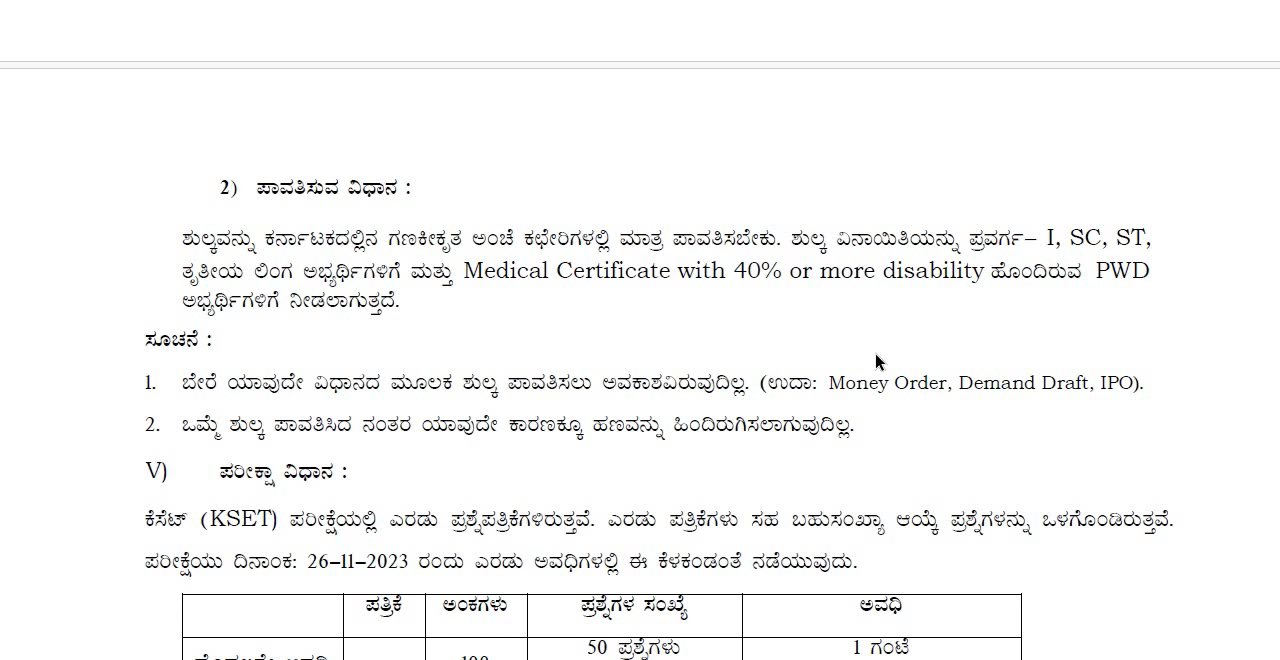 2) ಪಾವತಿಸುವ ವಿಧಾನ :
ಶುಲ್ಕವನ್ನು ಕರ್ನಾಟಕದಲ್ಲಿನ ಗಣಕೀಕೃತ ಅಂಚೆ ಕಛೇರಿಗಳಲ್ಲಿ ಮಾತ್ರ ಪಾವತಿಸಬೇಕು. ಶುಲ್ಕ ವಿನಾಯಿತಿಯನ್ನು ಪ್ರವರ್ಗ– I, SC, ST,
ತೃತೀಯ ಲಿಂಗ ಅಭ್ಯರ್ಥಿಗಳಿಗೆ ಮತ್ತು Medical Certificate with 40% or more disability ಹೊಂದಿರುವ PWD
ಅಭ್ಯರ್ಥಿಗಳಿಗೆ ನೀಡಲಾಗುತ್ತದೆ.
ಸೂಚನೆ :
1. ಬೇರೆ ಯಾವುದೇ ವಿಧಾನದ ಮೂಲಕ ಶುಲ್ಕ ಪಾವತಿಸಲು ಅವಕಾಶವಿರುವುದಿಲ್ಲ. (ಉದಾ: Money Order, Demand Draft, IPO).
2. ಒಮ್ಮೆ ಶುಲ್ಕ ಪಾವತಿಸಿದ ನಂತರ ಯಾವುದೇ ಕಾರಣಕ್ಕೂ ಹಣವನ್ನು ಹಿಂದಿರುಗಿಸಲಾಗುವುದಿಲ್ಲ.
V) ಪರೀಕ್ಷಾ ವಿಧಾನ :
ಕೆಸೆಟ್ (KSET) ಪರೀಕ್ಷೆಯಲ್ಲಿ ಎರಡು ಪ್ರಶ್ನೆಪತ್ರಿಕೆಗಳಿರುತ್ತವೆ. ಎರಡು ಪತ್ರಿಕೆಗಳು ಸಹ ಬಹುಸಂಖ್ಯಾ ಆಯ್ಕೆ ಪ್ರಶ್ನೆಗಳನ್ನು ಒಳಗೊಂಡಿರುತ್ತವೆ.
ಪರೀಕ್ಷೆಯು ದಿನಾಂಕ: 26–11–2023 ರಂದು ಎರಡು ಅವಧಿಗಳಲ್ಲಿ ಈ ಕೆಳಕಂಡಂತೆ ನಡೆಯುವುದು.
ಪತ್ರಿಕೆ ಅಂಕಗಳು ಪ್ರಶ್ನೆಗಳ ಸಂಖ್ಯೆ ಅವಧಿ
50 ಪ್ರಶ್ನೆಗಳು 1 ಗಂಟೆ